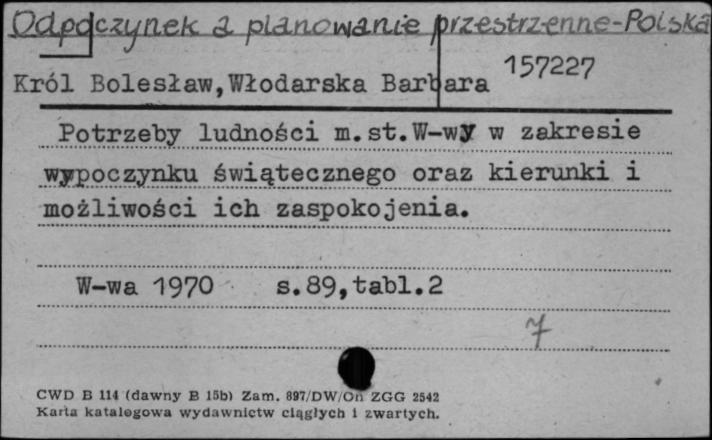 Odpoczynek a planowanie przestrzenne-Polska
157227
Król Bolesław,Włodarska Barbara
Potrzeby ludności m.st.W-wy w zakresie
wypoczynku świątecznego oraz kierunki i
możliwości ich zaspokojenia.
W-wa 1970 s.89,tabl.2
7
CWD B 114 (dawny B 15b) Zam. 897/DW/On ZGG 2542
Karta katalogowa wydawnictw ciągłych i zwartych.